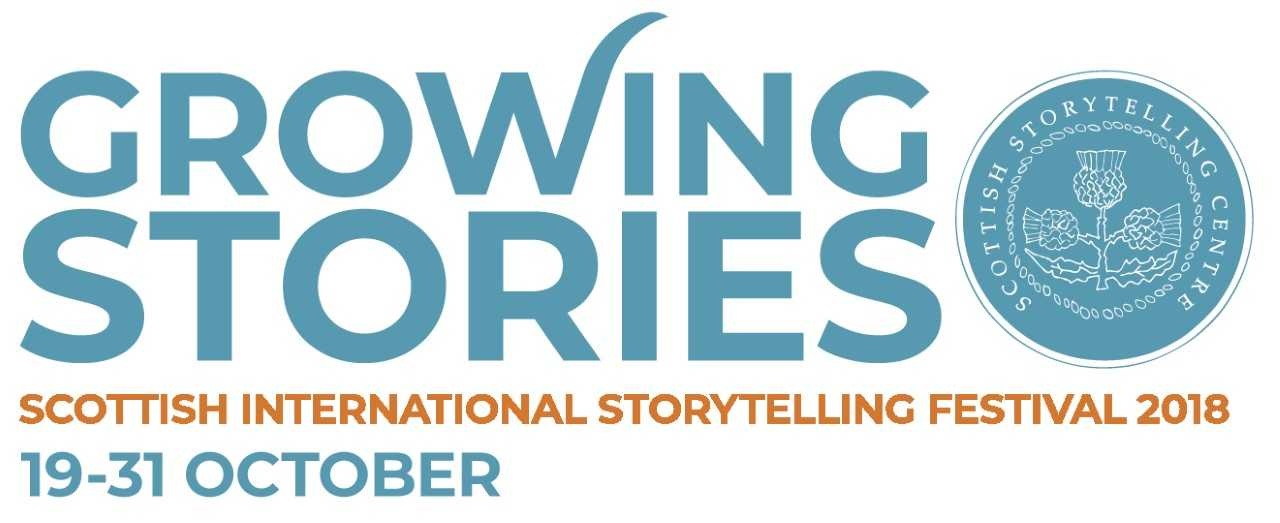 GROWING
STORIES
SCOTTISH STORYTELLING CENTRE
SCOTTISH INTERNATIONAL STORYTELLING FESTIVAL 2018
19-31 OCTOBER